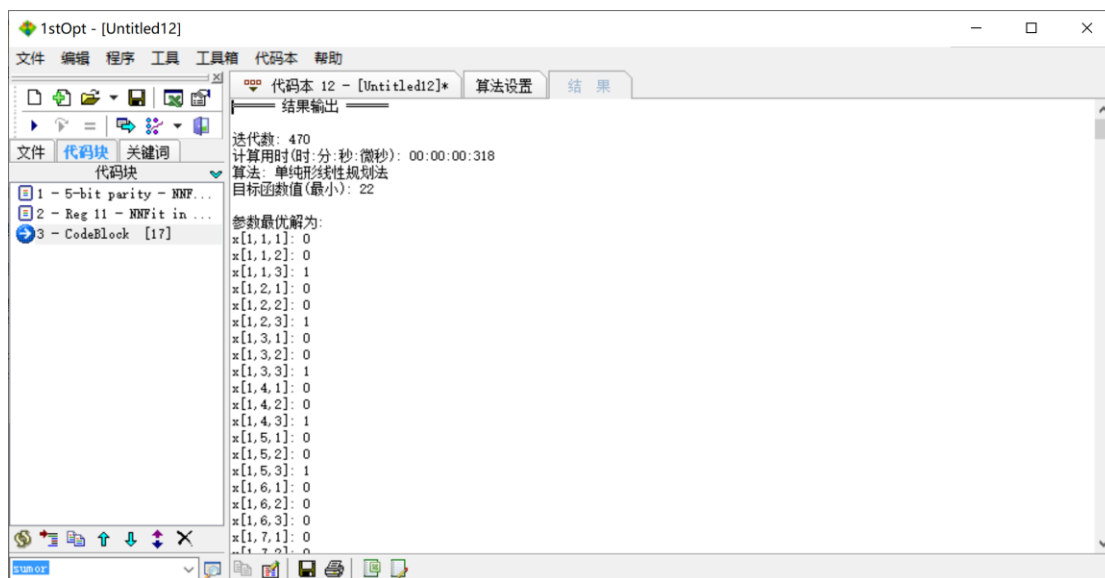 1stOpt - [Untitled12]
文件 编辑 程序 工具 工具箱 代码本 帮助
代码本 12 - [Untitled12]* 算法设置 结 果
文件 代码块 关键词
代码块
1 - 5-bit parity - NNF...
2 - Reg 11 - NNFit in ...
3 - CodeBlock [17]
sumor
===== 结果输出 =====
迭代数: 470
计算用时(时:分:秒:微秒): 00:00:00:318
算法: 单纯形线性规划法
目标函数值(最小): 22
参数最优解为:
x[1,1,1]: 0
x[1,1,2]: 0
x[1,1,3]: 1
x[1,2,1]: 0
x[1,2,2]: 0
x[1,2,3]: 1
x[1,3,1]: 0
x[1,3,2]: 0
x[1,3,3]: 1
x[1,4,1]: 0
x[1,4,2]: 0
x[1,4,3]: 1
x[1,5,1]: 0
x[1,5,2]: 0
x[1,5,3]: 1
x[1,6,1]: 0
x[1,6,2]: 0
x[1,6,3]: 0
x[1,7,1]: 0
x[1,7,2]: 0